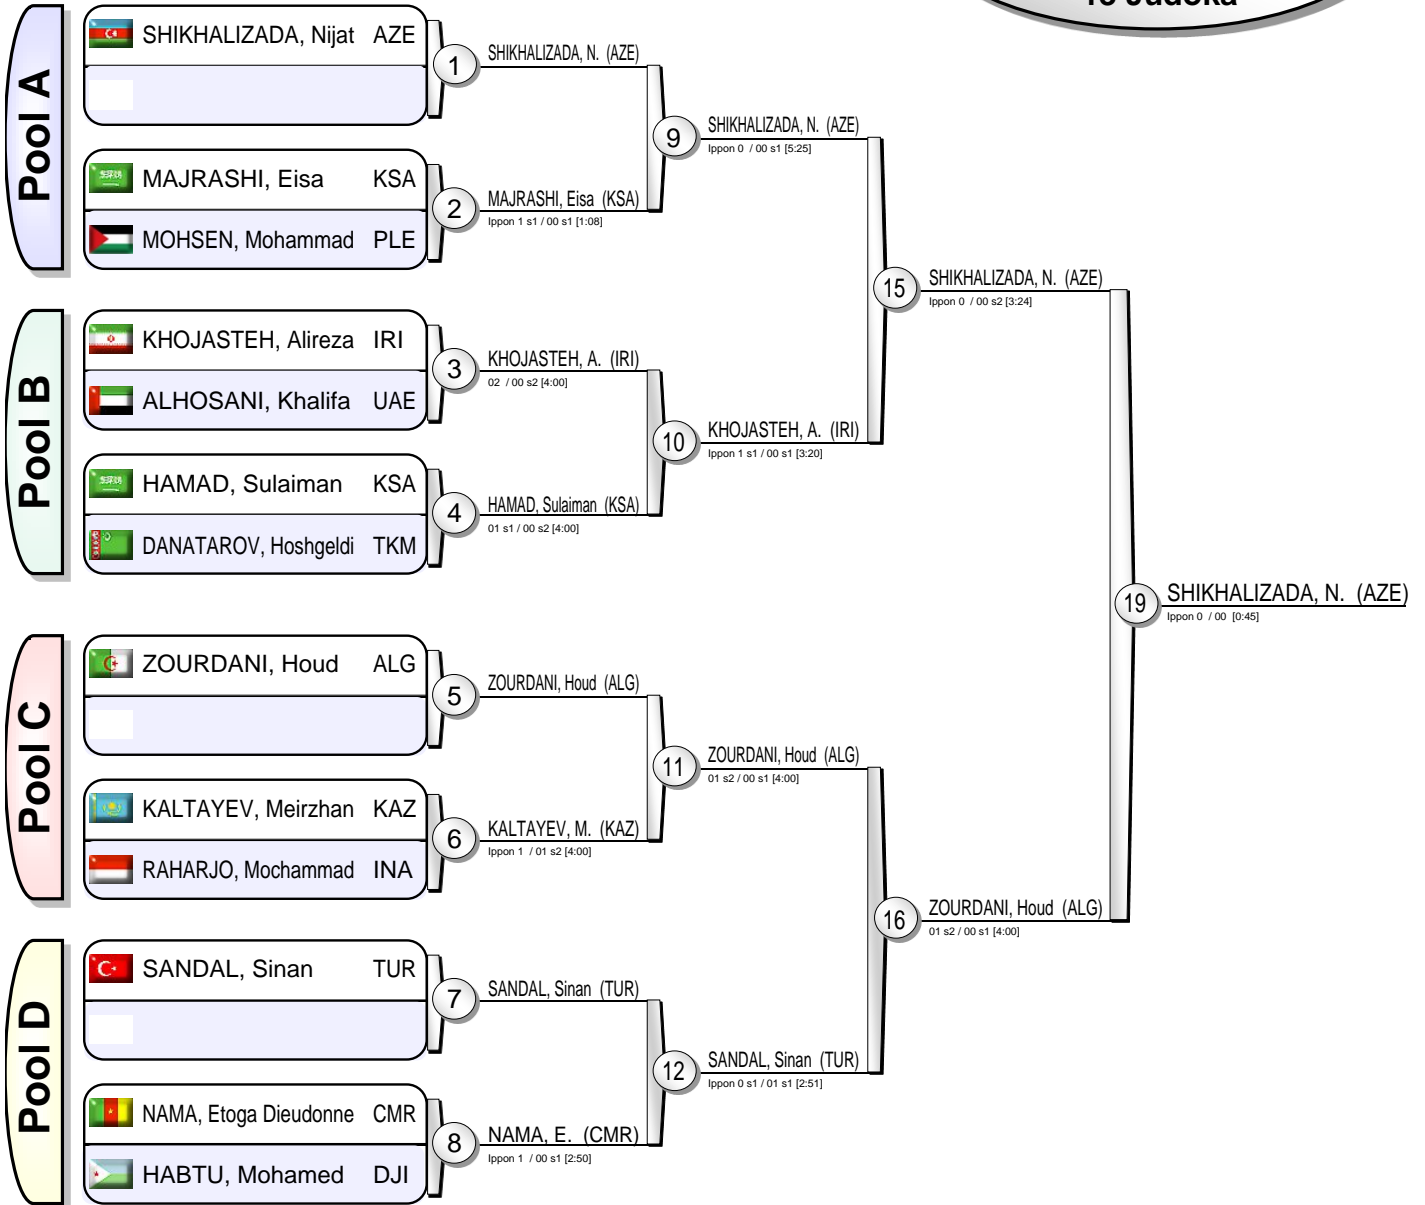 13 Judoka
Pool A
SHIKHALIZADA, Nijat AZE
MAJRASHI, Eisa KSA
MOHSEN, Mohammad PLE
1
SHIKHALIZADA, N. (AZE)
2
MAJRASHI, Eisa (KSA)
Ippon 1 s1 / 00 s1 [1:08]
9
SHIKHALIZADA, N. (AZE)
Ippon 0 / 00 s1 [5:25]
Pool B
KHOJASTEH, Alireza IRI
ALHOSANI, Khalifa UAE
HAMAD, Sulaiman KSA
DANATAROV, Hoshgeldi TKM
3
KHOJASTEH, A. (IRI)
02 / 00 s2 [4:00]
4
HAMAD, Sulaiman (KSA)
01 s1 / 00 s2 [4:00]
10
KHOJASTEH, A. (IRI)
Ippon 1 s1 / 00 s1 [3:20]
15
SHIKHALIZADA, N. (AZE)
Ippon 0 / 00 s2 [3:24]
Pool C
ZOURDANI, Houd ALG
KALTAYEV, Meirzhan KAZ
RAHARJO, Mochammad INA
5
ZOURDANI, Houd (ALG)
6
KALTAYEV, M. (KAZ)
Ippon 1 / 01 s2 [4:00]
11
ZOURDANI, Houd (ALG)
01 s2 / 00 s1 [4:00]
Pool D
SANDAL, Sinan TUR
NAMA, Etoga Dieudonne CMR
HABTU, Mohamed DJI
7
SANDAL, Sinan (TUR)
8
NAMA, E. (CMR)
Ippon 1 / 00 s1 [2:50]
12
SANDAL, Sinan (TUR)
Ippon 0 s1 / 01 s1 [2:51]
16
ZOURDANI, Houd (ALG)
01 s2 / 00 s1 [4:00]
19
SHIKHALIZADA, N. (AZE)
Ippon 0 / 00 [0:45]